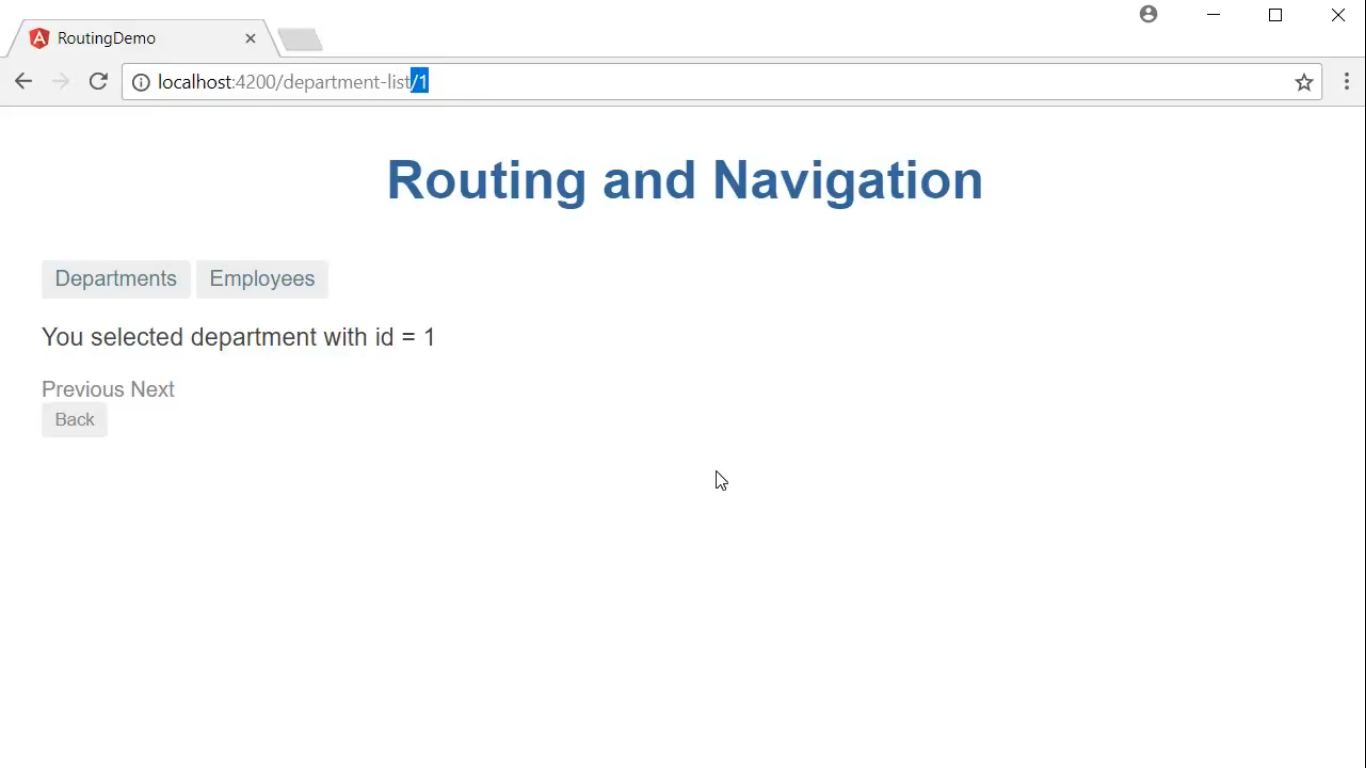 RoutingDemo
localhost:4200/department-list/1
Routing and Navigation
Departments Employees
You selected department with id = 1
Previous Next
Back